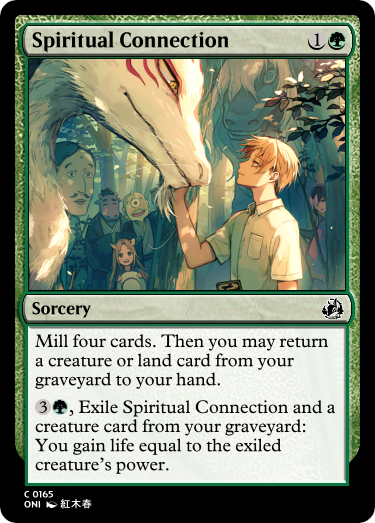 Spiritual Connection 1
Sorcery
Mill four cards. Then you may return
a creature or land card from your
graveyard to your hand.
3, Exile Spiritual Connection and a
creature card from your graveyard:
You gain life equal to the exiled
creature's power.
C 0165
ONI 紅木春